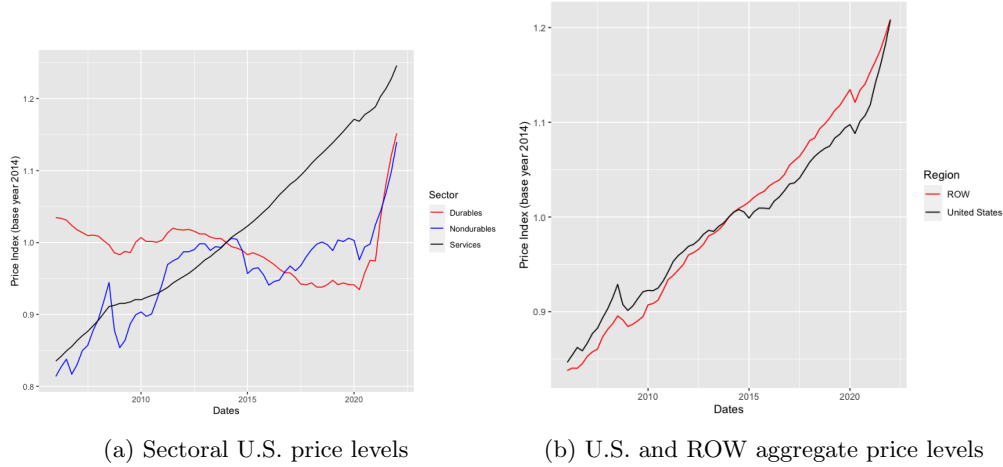 Price Index (base year 2014)
1.2
1.1
1.0
0.9
0.8
2010
2015
2020
Dates
Sector
Durables
Nondurables
Services
(a) Sectoral U.S. price levels
Price Index (base year 2014)
1.2
1.1
1.0
0.9
2010
2015
2020
Dates
Region
ROW
United States
(b) U.S. and ROW aggregate price levels